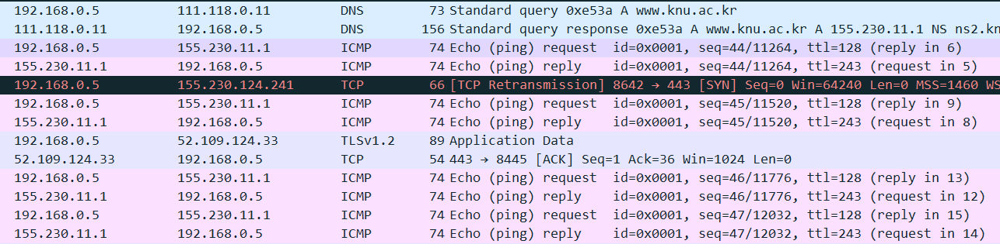 192.168.0.5 111.118.0.11 DNS 73 Standard query 0xe53a A www.knu.ac.kr
111.118.0.11 192.168.0.5 DNS 156 Standard query response 0xe53a A www.knu.ac.kr A 155.230.11.1 NS ns2.kn
192.168.0.5 155.230.11.1 ICMP 74 Echo (ping) request id=0x0001, seq=44/11264, ttl=128 (reply in 6)
155.230.11.1 192.168.0.5 ICMP 74 Echo (ping) reply id=0x0001, seq=44/11264, ttl=243 (request in 5)
192.168.0.5 155.230.124.241 TCP 66 [TCP Retransmission] 8642 → 443 [SYN] Seq=0 Win=64240 Len=0 MSS=1460 WS
192.168.0.5 155.230.11.1 ICMP 74 Echo (ping) request id=0x0001, seq=45/11520, ttl=128 (reply in 9)
155.230.11.1 192.168.0.5 ICMP 74 Echo (ping) reply id=0x0001, seq=45/11520, ttl=243 (request in 8)
192.168.0.5 52.109.124.33 TLSv1.2 89 Application Data
52.109.124.33 192.168.0.5 TCP 54 443 → 8445 [ACK] Seq=1 Ack=36 Win=1024 Len=0
192.168.0.5 155.230.11.1 ICMP 74 Echo (ping) request id=0x0001, seq=46/11776, ttl=128 (reply in 13)
155.230.11.1 192.168.0.5 ICMP 74 Echo (ping) reply id=0x0001, seq=46/11776, ttl=243 (request in 12)
192.168.0.5 155.230.11.1 ICMP 74 Echo (ping) request id=0x0001, seq=47/12032, ttl=128 (reply in 15)
155.230.11.1 192.168.0.5 ICMP 74 Echo (ping) reply id=0x0001, seq=47/12032, ttl=243 (request in 14)